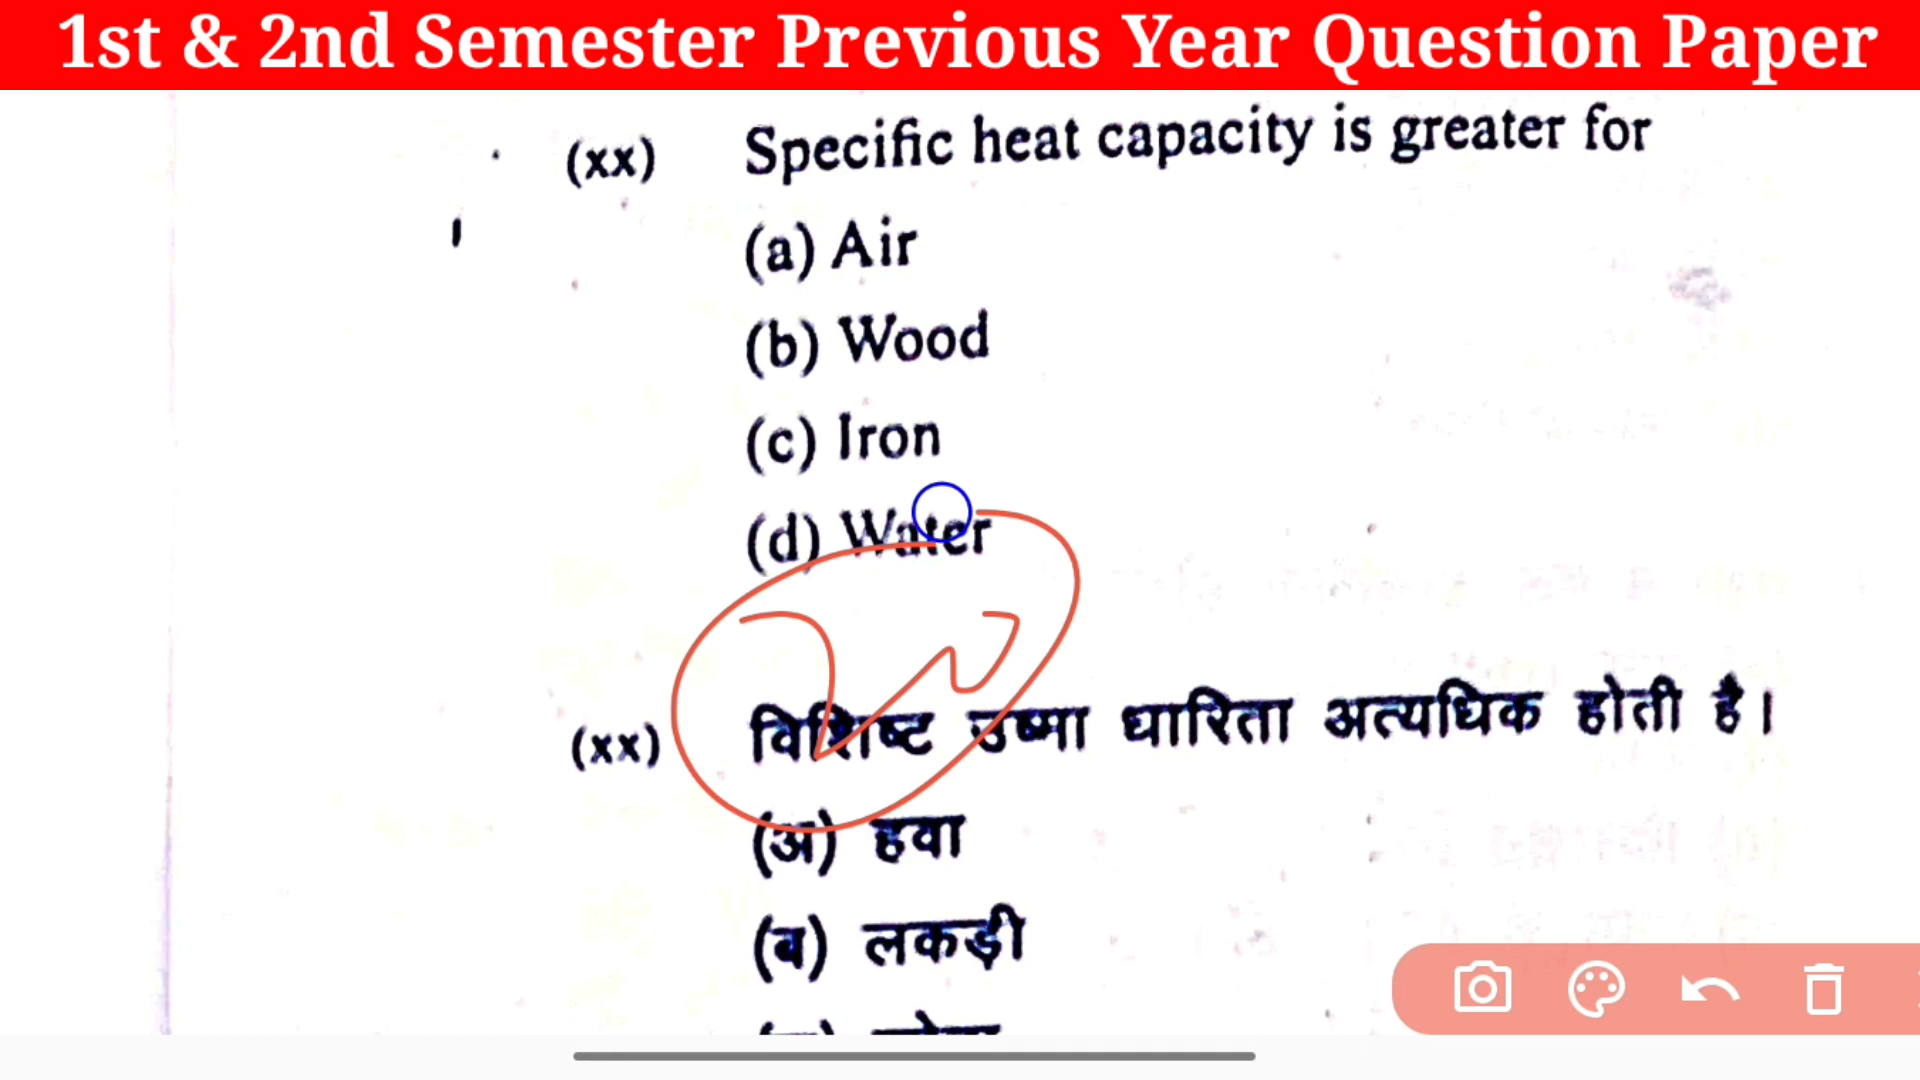 1st & 2nd Semester Previous Year Question Paper
(xx) Specific heat capacity is greater for
(a) Air
(b) Wood
(c) Iron
(d) Water
(xx) विशिष्ट उष्मा धारिता अत्यधिक होती है।
(अ) हवा
(ब) लकड़ी